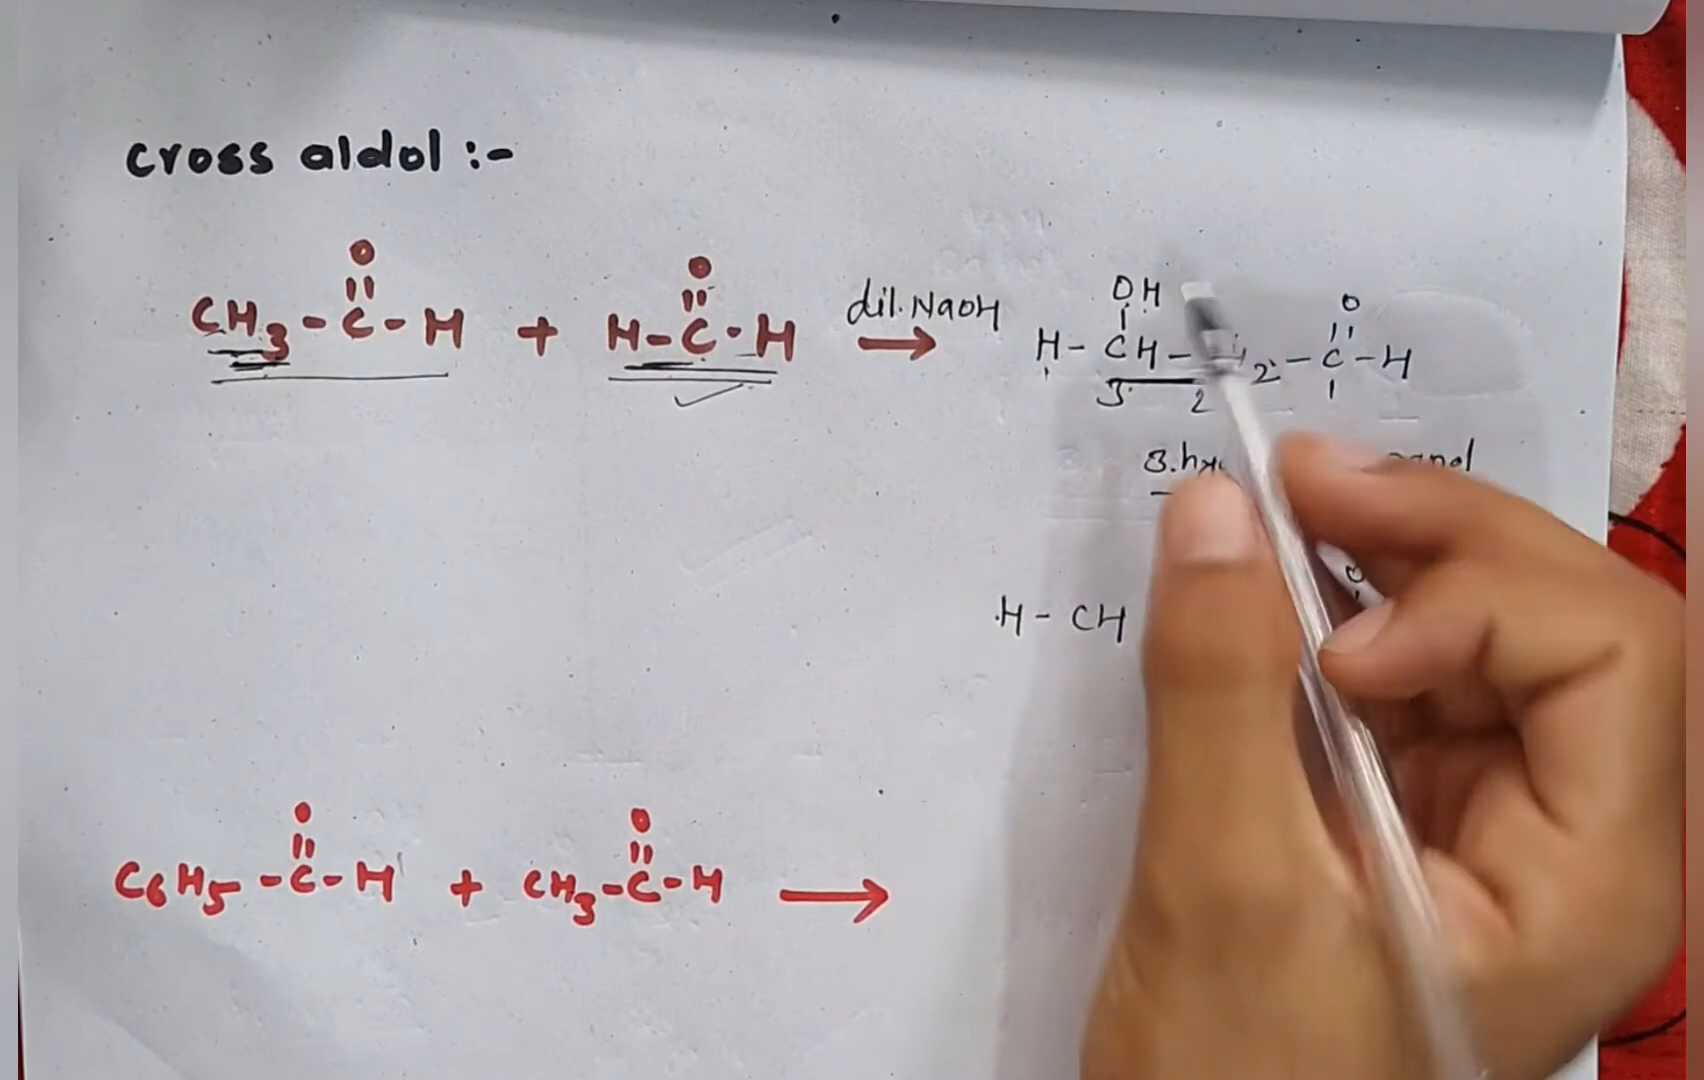 cross aldol :-
O
CH3 - C - H + H - C - H
O
dil. NaOH
OH
O
H - CH - 2 - C - H
3 2
3.hy
H - CH
O
O
O
C6H5 - C - H + CH3 - C - H